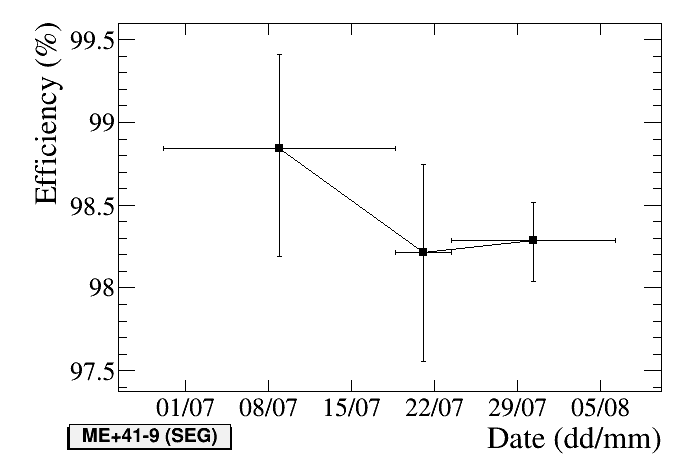 Efficiency (%)
99.5
99
98.5
98
97.5
01/07 08/07 15/07 22/07 29/07 05/08
ME+41-9 (SEG)
Date (dd/mm)